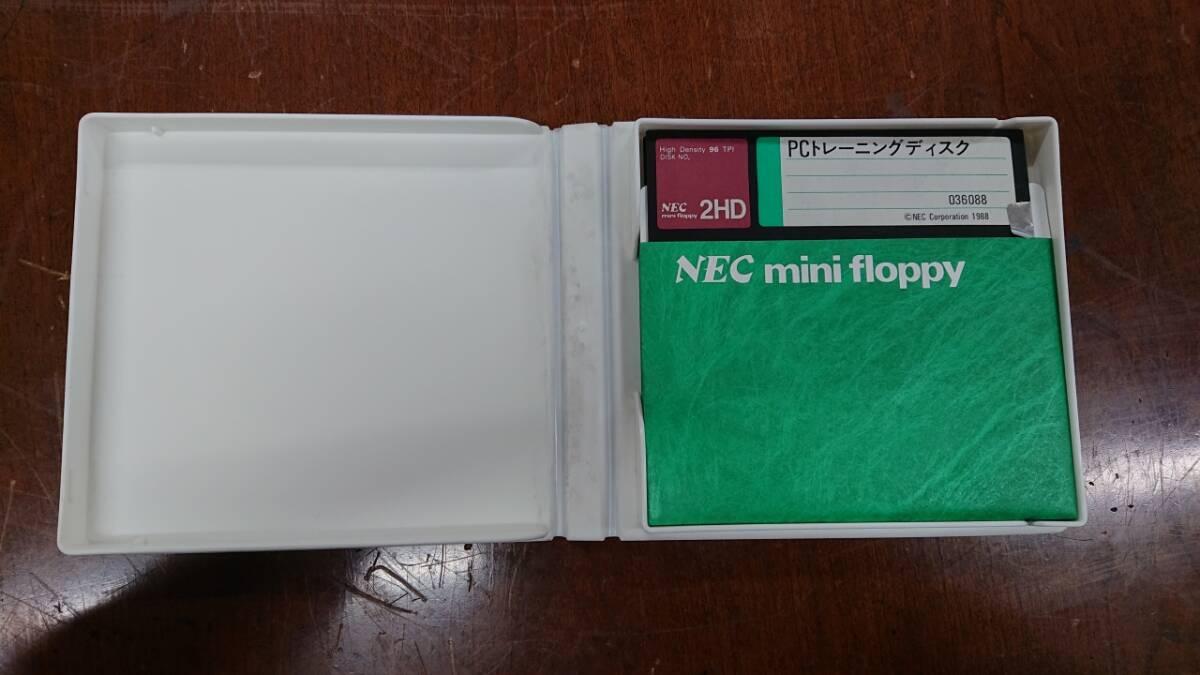 High Density 96 TPI
DISK NO.
NEC
mini floppy 2HD
PCトレーニングディスク
036088
©NEC Corporation 1988
NEC mini floppy